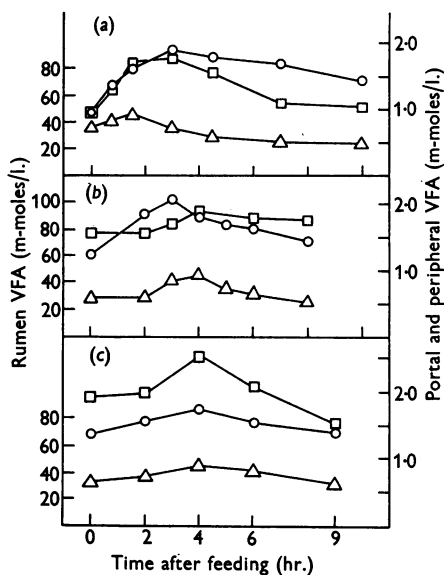 (a)
80
60
40
20
2·0
1·0
(b)
100
80
60
40
20
2·0
1·0
(c)
80
60
40
20
2·0
1·0
Rumen VFA (m-moles/l.)
Portal and peripheral VFA (m-moles/l.)
0 2 4 6 9
Time after feeding (hr.)